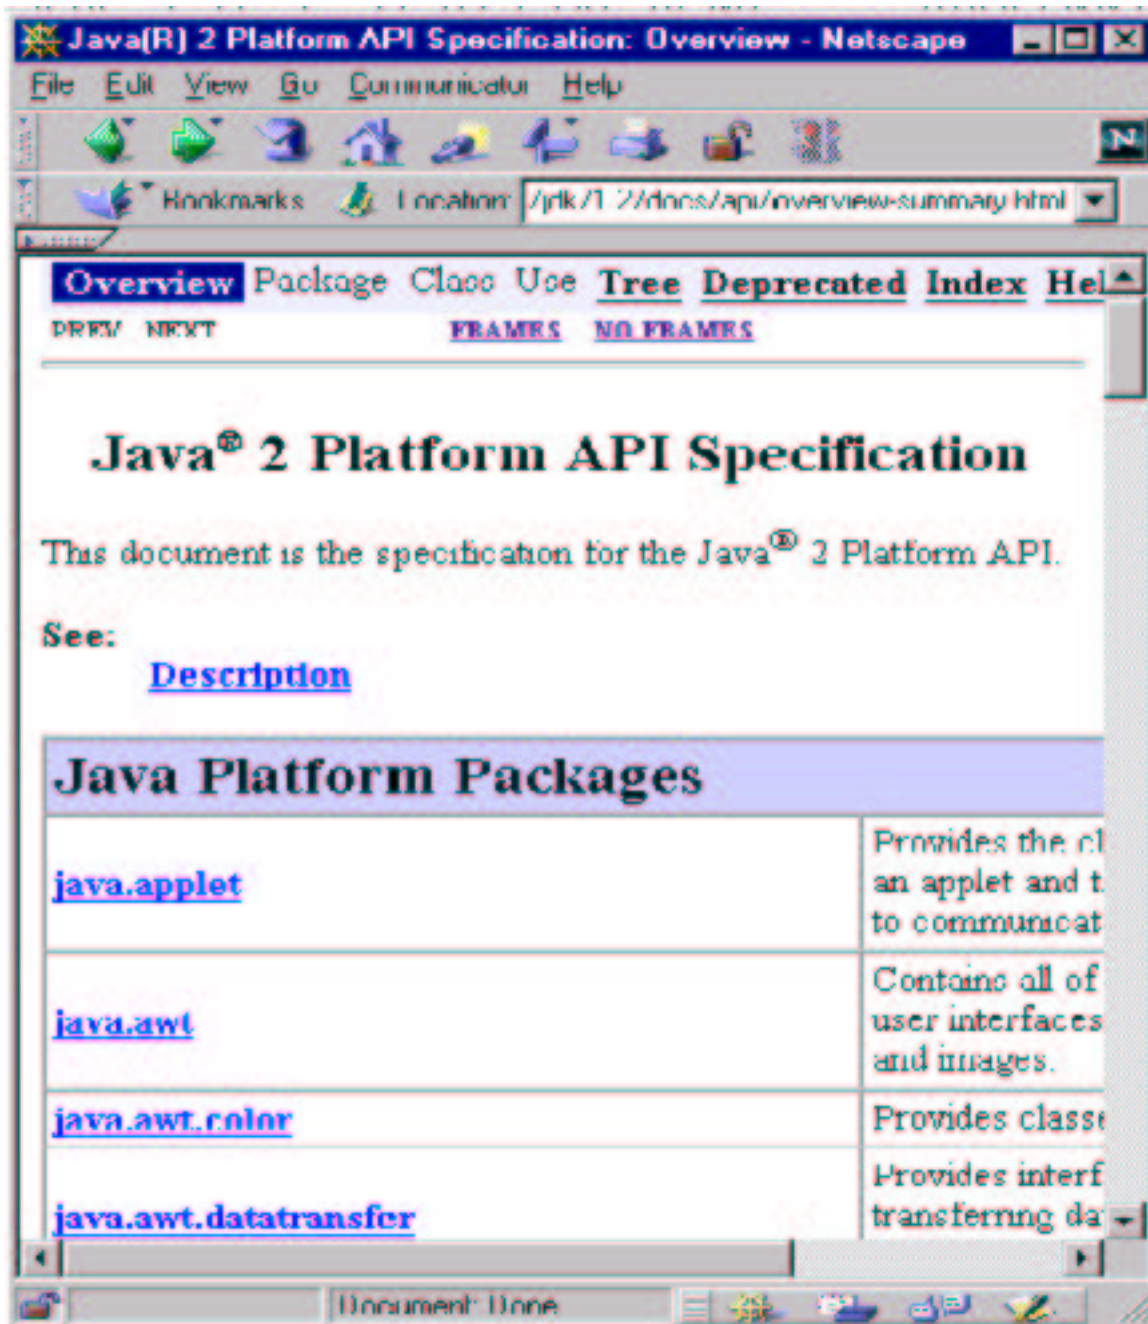 Java(R) 2 Platform API Specification: Overview - Netscape
File Edit View Go Communicator Help
Bookmarks Location: /jdk/1.2/docs/api/overview-summary.html
Overview Package Class Use Tree Deprecated Index Hel
PREV NEXT FRAMES NO FRAMES
Java® 2 Platform API Specification
This document is the specification for the Java® 2 Platform API.
See:
Description
Java Platform Packages
java.applet
Provides the cl
an applet and t
to communicat
java.awt
Contains all of
user interfaces
and images.
java.awt.color
Provides classe
java.awt.datatransfer
Provides interf
transferring da
Document: Done